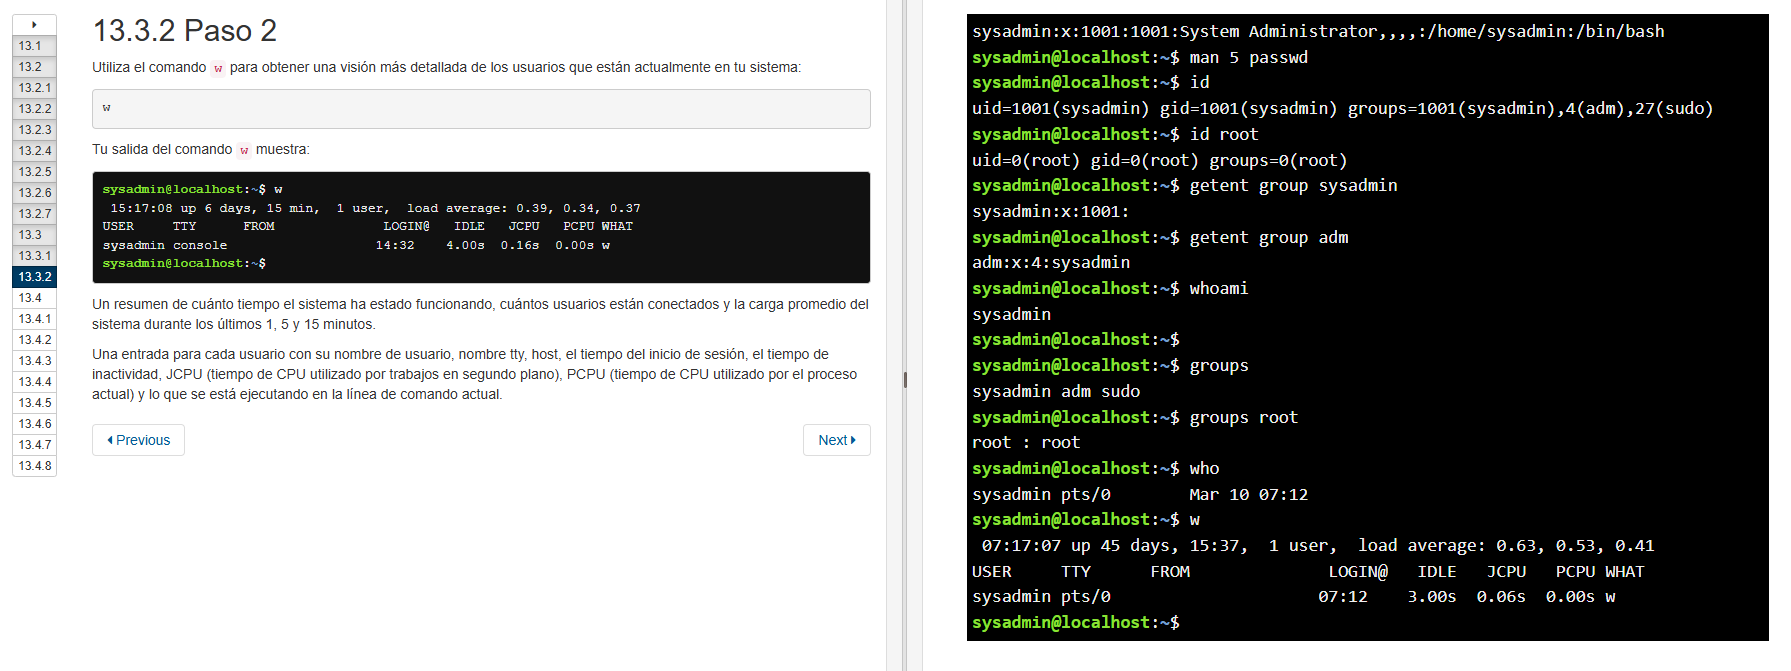 13.1
13.2
13.2.1
13.2.2
13.2.3
13.2.4
13.2.5
13.2.6
13.2.7
13.3
13.3.1
13.3.2
13.4
13.4.1
13.4.2
13.4.3
13.4.4
13.4.5
13.4.6
13.4.7
13.4.8
13.3.2 Paso 2
Utiliza el comando w para obtener una visión más detallada de los usuarios que están actualmente en tu sistema:
w
Tu salida del comando w muestra:
sysadmin@localhost:~$ w
 15:17:08 up 6 days, 15 min,  1 user,  load average: 0.39, 0.34, 0.37
USER     TTY      FROM              LOGIN@   IDLE   JCPU   PCPU WHAT
sysadmin console                   14:32    4.00s  0.16s  0.00s w
sysadmin@localhost:~$
Un resumen de cuánto tiempo el sistema ha estado funcionando, cuántos usuarios están conectados y la carga promedio del
sistema durante los últimos 1, 5 y 15 minutos.
Una entrada para cada usuario con su nombre de usuario, nombre tty, host, el tiempo del inicio de sesión, el tiempo de
inactividad, JCPU (tiempo de CPU utilizado por trabajos en segundo plano), PCPU (tiempo de CPU utilizado por el proceso
actual) y lo que se está ejecutando en la línea de comando actual.
Previous
Next
sysadmin:x:1001:1001:System Administrator,,,,:/home/sysadmin:/bin/bash
sysadmin@localhost:~$ man 5 passwd
sysadmin@localhost:~$ id
uid=1001(sysadmin) gid=1001(sysadmin) groups=1001(sysadmin),4(adm),27(sudo)
sysadmin@localhost:~$ id root
uid=0(root) gid=0(root) groups=0(root)
sysadmin@localhost:~$ getent group sysadmin
sysadmin:x:1001:
sysadmin@localhost:~$ getent group adm
adm:x:4:sysadmin
sysadmin@localhost:~$ whoami
sysadmin
sysadmin@localhost:~$
sysadmin@localhost:~$ groups
sysadmin adm sudo
sysadmin@localhost:~$ groups root
root : root
sysadmin@localhost:~$ who
sysadmin pts/0        Mar 10 07:12
sysadmin@localhost:~$ w
 07:17:07 up 45 days, 15:37,  1 user,  load average: 0.63, 0.53, 0.41
USER     TTY      FROM              LOGIN@   IDLE   JCPU   PCPU WHAT
sysadmin pts/0                     07:12    3.00s  0.06s  0.00s w
sysadmin@localhost:~$